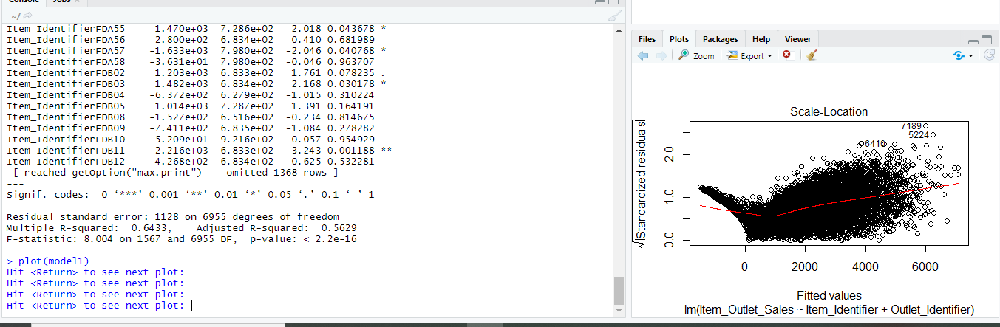 Console Jobs
~/
Item_IdentifierFDA55 1.470e+03 7.286e+02 2.018 0.043678 *
Item_IdentifierFDA56 2.800e+02 6.834e+02 0.410 0.681989
Item_IdentifierFDA57 -1.633e+03 7.980e+02 -2.046 0.040768 *
Item_IdentifierFDA58 -3.631e+01 7.980e+02 -0.046 0.963707
Item_IdentifierFDB02 1.203e+03 6.833e+02 1.761 0.078235 .
Item_IdentifierFDB03 1.482e+03 6.834e+02 2.168 0.030178 *
Item_IdentifierFDB04 -6.372e+02 6.279e+02 -1.015 0.310224
Item_IdentifierFDB05 1.014e+03 7.287e+02 1.391 0.164191
Item_IdentifierFDB08 -1.527e+02 6.516e+02 -0.234 0.814675
Item_IdentifierFDB09 -7.411e+02 6.835e+02 -1.084 0.278282
Item_IdentifierFDB10 5.209e+01 9.216e+02 0.057 0.954929
Item_IdentifierFDB11 2.216e+03 6.833e+02 3.243 0.001188 **
Item_IdentifierFDB12 -4.268e+02 6.834e+02 -0.625 0.532281
[ reached getOption("max.print") -- omitted 1368 rows ]
---
Signif. codes: 0 ‘***’ 0.001 ‘**’ 0.01 ‘*’ 0.05 ‘.’ 0.1 ‘ ’ 1
Residual standard error: 1128 on 6955 degrees of freedom
Multiple R-squared: 0.6433, Adjusted R-squared: 0.5629
F-statistic: 8.004 on 1567 and 6955 DF, p-value: < 2.2e-16
> plot(model1)
Hit <Return> to see next plot:
Hit <Return> to see next plot:
Hit <Return> to see next plot:
Hit <Return> to see next plot:
Files Plots Packages Help Viewer
Zoom Export
Scale-Location
√|Standardized residuals|
0.0 1.0 2.0
7189
5224
6410
0 2000 4000 6000
Fitted values
lm(Item_Outlet_Sales ~ Item_Identifier + Outlet_Identifier)